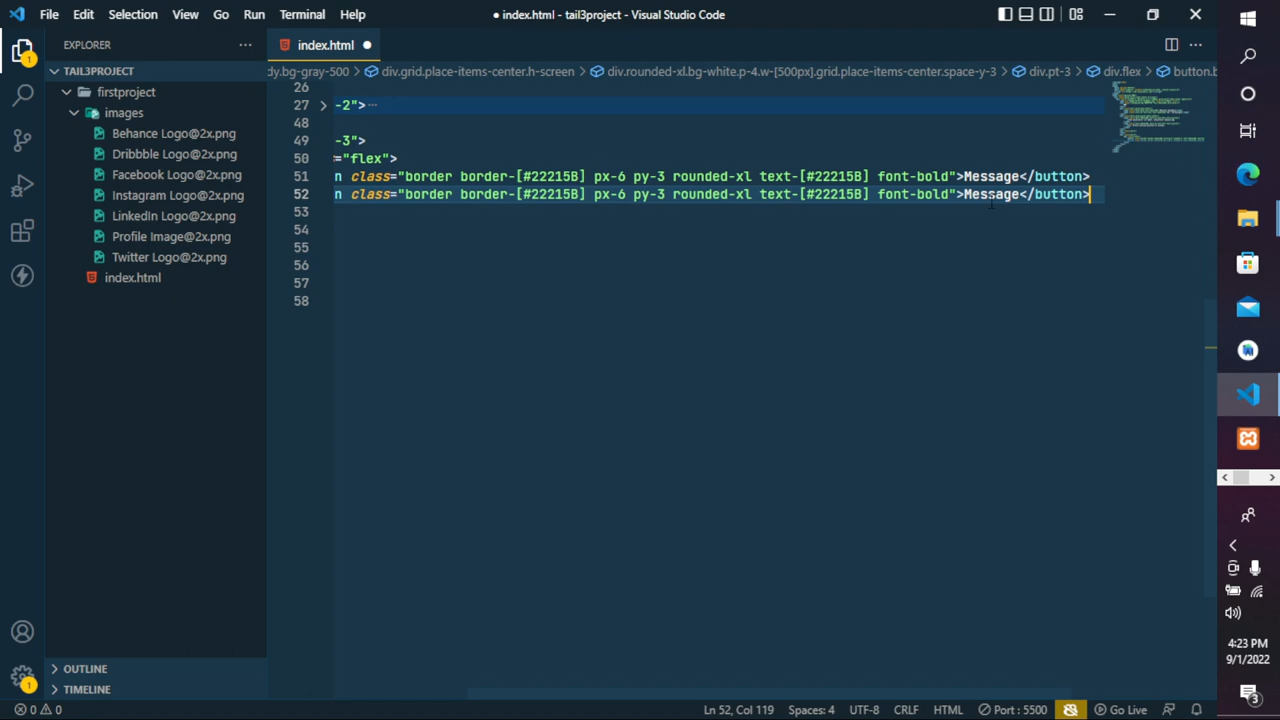 File Edit Selection View Go Run Terminal Help
● index.html - tail3project - Visual Studio Code
EXPLORER
index.html
TAIL3PROJECT
firstproject
images
Behance Logo@2x.png
Dribbble Logo@2x.png
Facebook Logo@2x.png
Instagram Logo@2x.png
LinkedIn Logo@2x.png
Profile Image@2x.png
Twitter Logo@2x.png
index.html
dy.bg-gray-500 > div.grid.place-items-center.h-screen > div.rounded-xl.bg-white.p-4.w-[500px].grid.place-items-center.space-y-3 > div.pt-3 > div.flex > button.b
26
27 > -2">
48
49 -3">
50 ="flex">
51 n class="border border-[#22215B] px-6 py-3 rounded-xl text-[#22215B] font-bold">Message</button>
52 n class="border border-[#22215B] px-6 py-3 rounded-xl text-[#22215B] font-bold">Message</button>
53
54
55
56
57
58
OUTLINE
TIMELINE
0 0
Ln 52, Col 119 Spaces: 4 UTF-8 CRLF HTML Port : 5500 Go Live
1
1
4:23 PM
9/1/2022
3